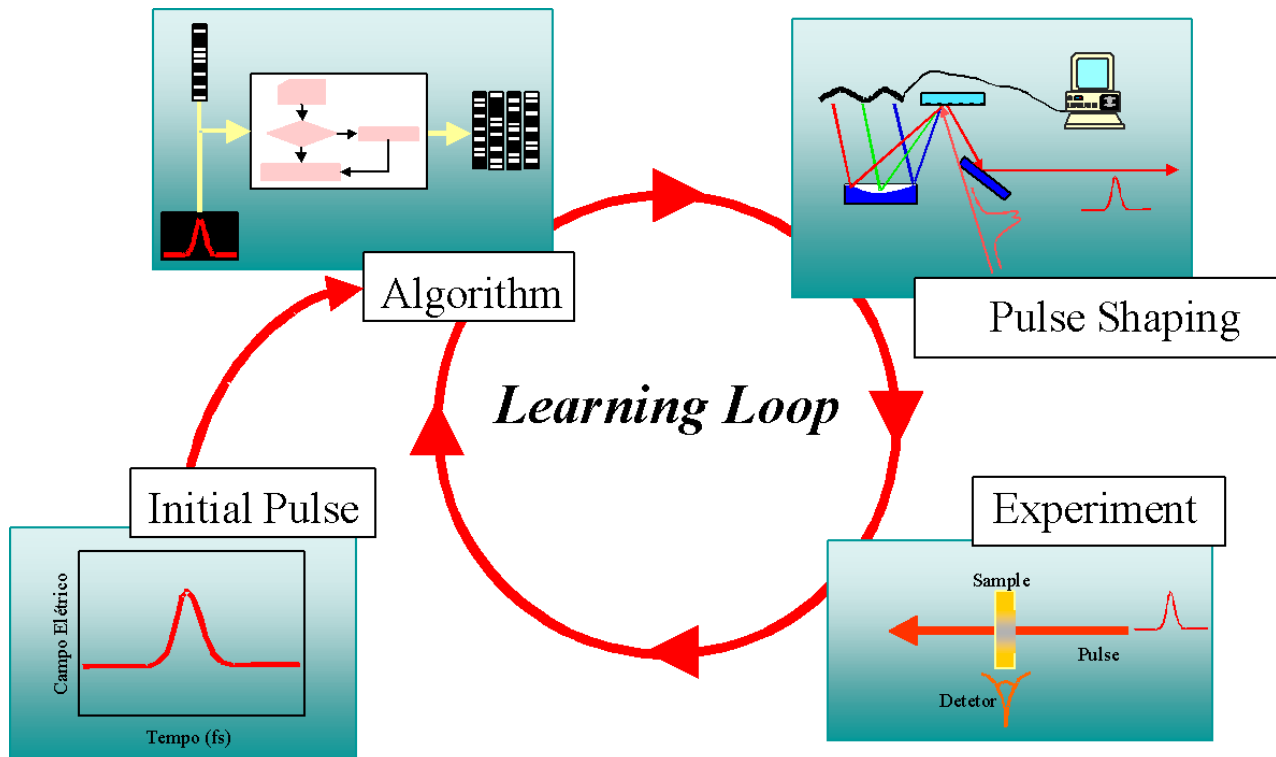 Algorithm
Pulse Shaping
Learning Loop
Initial Pulse
Campo Elétrico
Tempo (fs)
Experiment
Sample
Pulse
Detetor